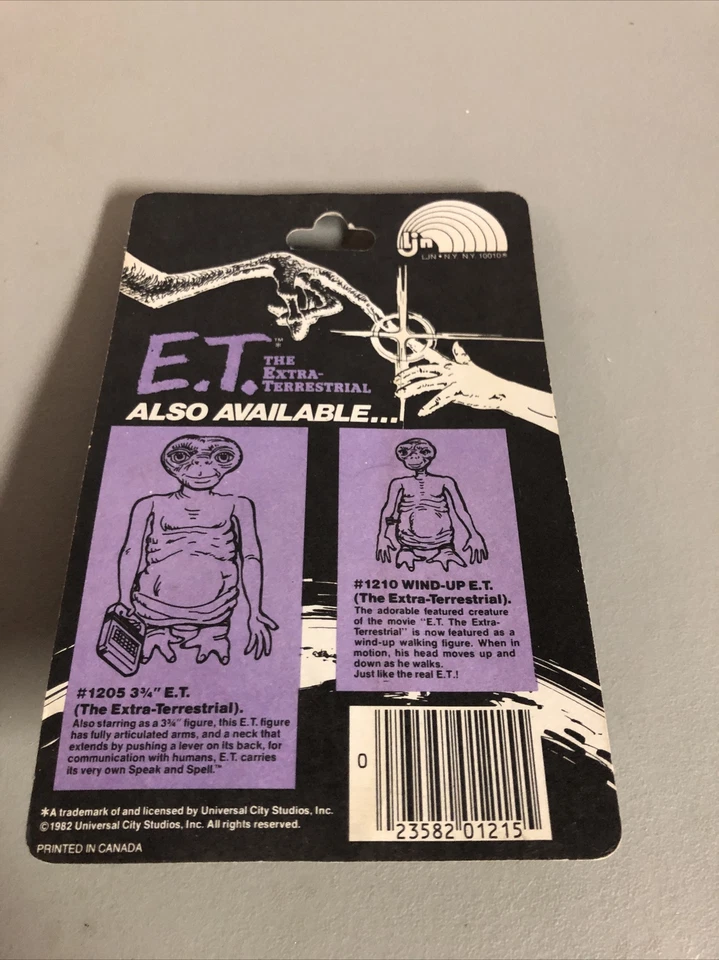 ljn
LJN • N.Y. N.Y. 10010®
E.T.™
THE
EXTRA-
TERRESTRIAL
ALSO AVAILABLE...
#1205 3¾" E.T.
(The Extra-Terrestrial).
Also starring as a 3¾" figure, this E.T. figure
has fully articulated arms, and a neck that
extends by pushing a lever on its back, for
communication with humans, E.T. carries
its very own Speak and Spell.™
#1210 WIND-UP E.T.
(The Extra-Terrestrial).
The adorable featured creature
of the movie "E.T. The Extra-
Terrestrial" is now featured as a
wind-up walking figure. When in
motion, his head moves up and
down as he walks.
Just like the real E.T.!
0
23582 01215
*A trademark of and licensed by Universal City Studios, Inc.
©1982 Universal City Studios, Inc. All rights reserved.
PRINTED IN CANADA